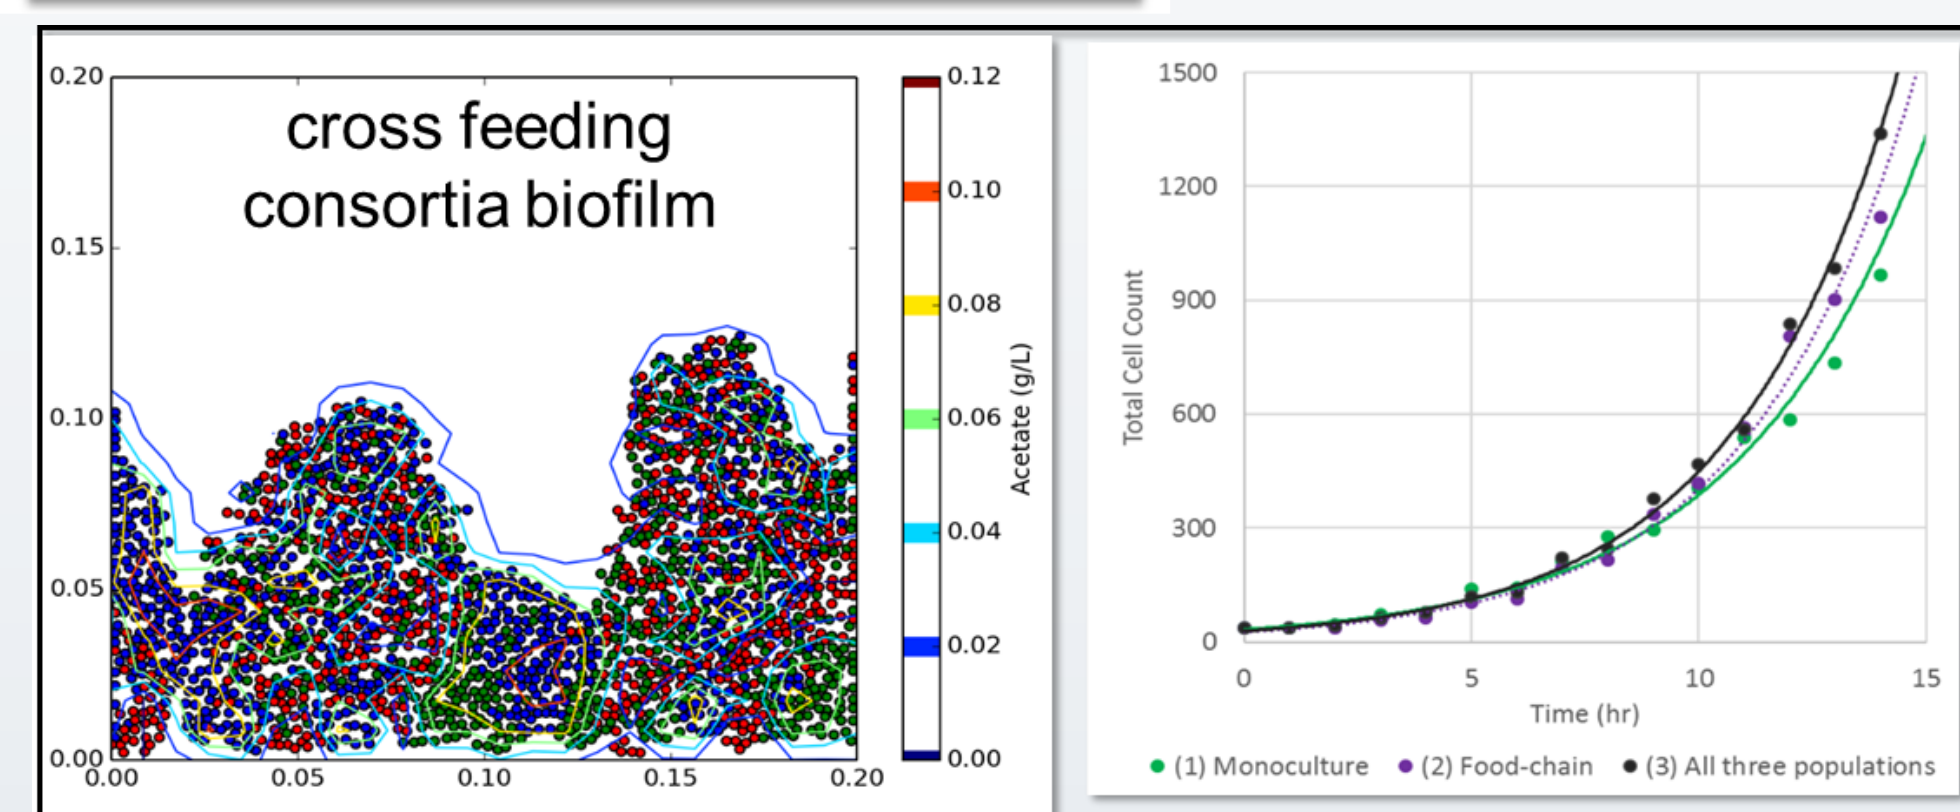 cross feeding
consortia biofilm
0.20
0.15
0.10
0.05
0.00
0.00 0.05 0.10 0.15 0.20
0.12
0.10
0.08
0.06
0.04
0.02
0.00
Acetate (g/L)
1500
1200
900
600
300
0
Total Cell Count
0 5 10 15
Time (hr)
(1) Monoculture (2) Food-chain (3) All three populations